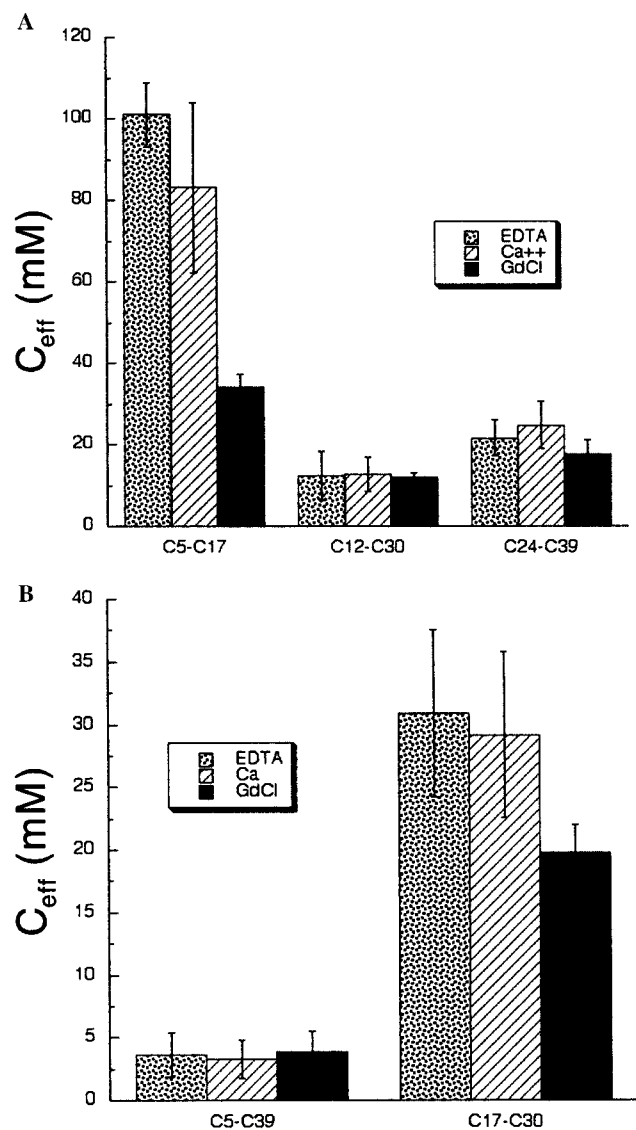 A
120
100
80
60
40
20
0
C_eff (mM)
EDTA
Ca++
GdCl
C5-C17 C12-C30 C24-C39
B
40
35
30
25
20
15
10
5
0
C_eff (mM)
EDTA
Ca
GdCl
C5-C39 C17-C30